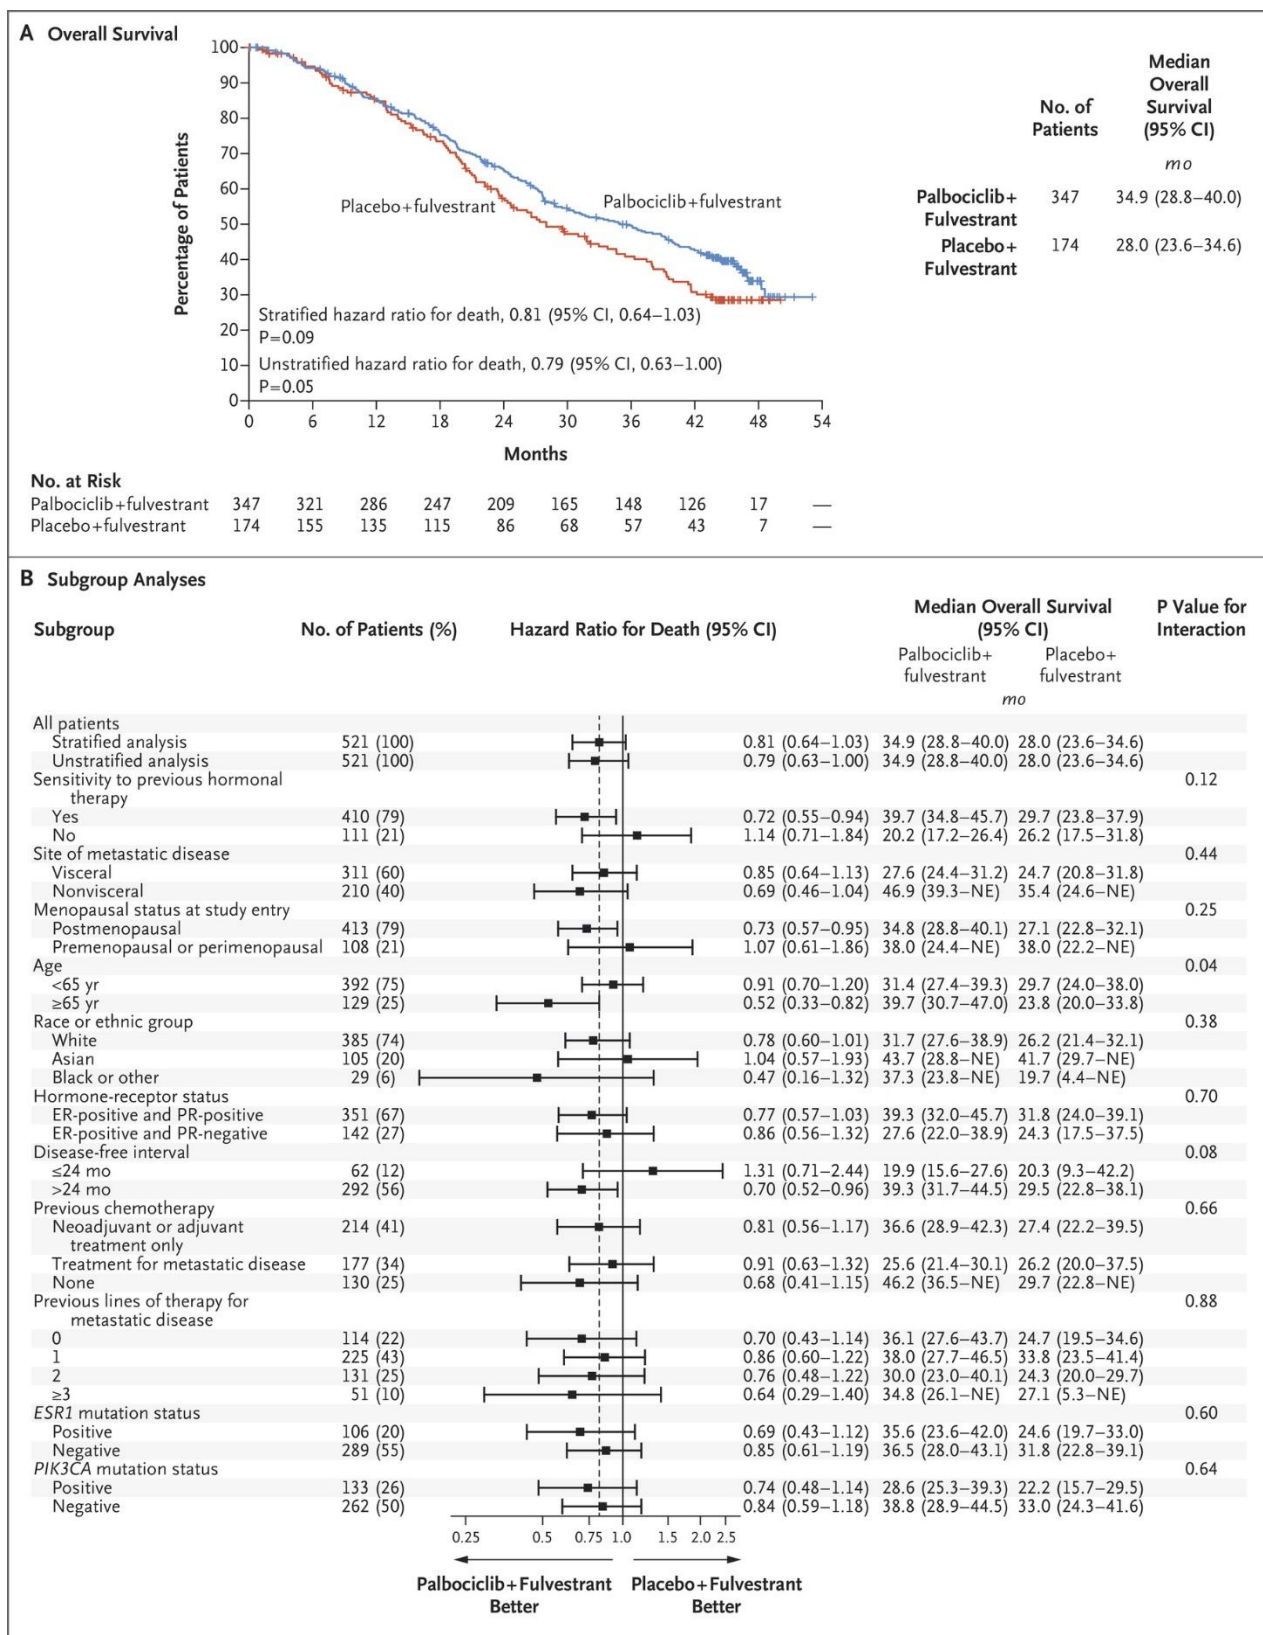 A Overall Survival
100
90
80
70
60
50
40
30
20
10
0
Percentage of Patients
0 6 12 18 24 30 36 42 48 54
Months
Placebo+fulvestrant
Palbociclib+fulvestrant
Stratified hazard ratio for death, 0.81 (95% CI, 0.64–1.03)
P=0.09
Unstratified hazard ratio for death, 0.79 (95% CI, 0.63–1.00)
P=0.05
No. of
Patients
Median
Overall
Survival
(95% CI)
mo
Palbociclib+
Fulvestrant
347 34.9 (28.8–40.0)
Placebo+
Fulvestrant
174 28.0 (23.6–34.6)
No. at Risk
Palbociclib+fulvestrant 347 321 286 247 209 165 148 126 17 —
Placebo+fulvestrant 174 155 135 115 86 68 57 43 7 —
B Subgroup Analyses
Subgroup
No. of Patients (%)
Hazard Ratio for Death (95% CI)
Median Overall Survival
(95% CI)
P Value for
Interaction
Palbociclib+
fulvestrant
Placebo+
fulvestrant
mo
All patients
Stratified analysis 521 (100) 0.81 (0.64–1.03) 34.9 (28.8–40.0) 28.0 (23.6–34.6)
Unstratified analysis 521 (100) 0.79 (0.63–1.00) 34.9 (28.8–40.0) 28.0 (23.6–34.6)
Sensitivity to previous hormonal 0.12
therapy
Yes 410 (79) 0.72 (0.55–0.94) 39.7 (34.8–45.7) 29.7 (23.8–37.9)
No 111 (21) 1.14 (0.71–1.84) 20.2 (17.2–26.4) 26.2 (17.5–31.8)
Site of metastatic disease 0.44
Visceral 311 (60) 0.85 (0.64–1.13) 27.6 (24.4–31.2) 24.7 (20.8–31.8)
Nonvisceral 210 (40) 0.69 (0.46–1.04) 46.9 (39.3–NE) 35.4 (24.6–NE)
Menopausal status at study entry 0.25
Postmenopausal 413 (79) 0.73 (0.57–0.95) 34.8 (28.8–40.1) 27.1 (22.8–32.1)
Premenopausal or perimenopausal 108 (21) 1.07 (0.61–1.86) 38.0 (24.4–NE) 38.0 (22.2–NE)
Age 0.04
<65 yr 392 (75) 0.91 (0.70–1.20) 31.4 (27.4–39.3) 29.7 (24.0–38.0)
≥65 yr 129 (25) 0.52 (0.33–0.82) 39.7 (30.7–47.0) 23.8 (20.0–33.8)
Race or ethnic group 0.38
White 385 (74) 0.78 (0.60–1.01) 31.7 (27.6–38.9) 26.2 (21.4–32.1)
Asian 105 (20) 1.04 (0.57–1.93) 43.7 (28.8–NE) 41.7 (29.7–NE)
Black or other 29 (6) 0.47 (0.16–1.32) 37.3 (23.8–NE) 19.7 (4.4–NE)
Hormone-receptor status 0.70
ER-positive and PR-positive 351 (67) 0.77 (0.57–1.03) 39.3 (32.0–45.7) 31.8 (24.0–39.1)
ER-positive and PR-negative 142 (27) 0.86 (0.56–1.32) 27.6 (22.0–38.9) 24.3 (17.5–37.5)
Disease-free interval 0.08
≤24 mo 62 (12) 1.31 (0.71–2.44) 19.9 (15.6–27.6) 20.3 (9.3–42.2)
>24 mo 292 (56) 0.70 (0.52–0.96) 39.3 (31.7–44.5) 29.5 (22.8–38.1)
Previous chemotherapy 0.66
Neoadjuvant or adjuvant 214 (41) 0.81 (0.56–1.17) 36.6 (28.9–42.3) 27.4 (22.2–39.5)
treatment only
Treatment for metastatic disease 177 (34) 0.91 (0.63–1.32) 25.6 (21.4–30.1) 26.2 (20.0–37.5)
None 130 (25) 0.68 (0.41–1.15) 46.2 (36.5–NE) 29.7 (22.8–NE)
Previous lines of therapy for 0.88
metastatic disease
0 114 (22) 0.70 (0.43–1.14) 36.1 (27.6–43.7) 24.7 (19.5–34.6)
1 225 (43) 0.86 (0.60–1.22) 38.0 (27.7–46.5) 33.8 (23.5–41.4)
2 131 (25) 0.76 (0.48–1.22) 30.0 (23.0–40.1) 24.3 (20.0–29.7)
≥3 51 (10) 0.64 (0.29–1.40) 34.8 (26.1–NE) 27.1 (5.3–NE)
ESR1 mutation status 0.60
Positive 106 (20) 0.69 (0.43–1.12) 35.6 (23.6–42.0) 24.6 (19.7–33.0)
Negative 289 (55) 0.85 (0.61–1.19) 36.5 (28.0–43.1) 31.8 (22.8–39.1)
PIK3CA mutation status 0.64
Positive 133 (26) 0.74 (0.48–1.14) 28.6 (25.3–39.3) 22.2 (15.7–29.5)
Negative 262 (50) 0.84 (0.59–1.18) 38.8 (28.9–44.5) 33.0 (24.3–41.6)
0.25 0.5 0.75 1.0 1.5 2.0 2.5
Palbociclib+Fulvestrant
Better
Placebo+Fulvestrant
Better